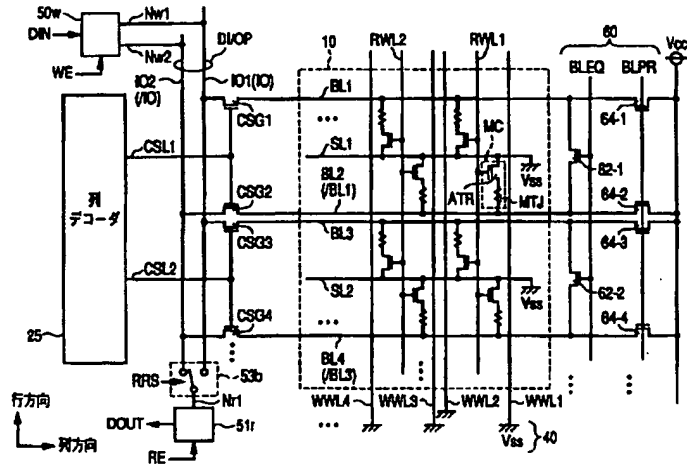 50w
Nw1
DIN
Nw2
WE
DI/OP
IO2
(/IO)
IO1(IO)
10
RWL2
RWL1
60
BLEQ
BLPR
Vcc
BL1
CSG1
64-1
...
CSL1
SL1
MC
Vss
62-1
BL2
(/BL1)
ATR
MTJ
CSG2
64-2
CSG3
BL3
64-3
列
デコーダ
CSL2
SL2
Vss
62-2
CSG4
...
64-4
25
BL4
(/BL3)
RRS
53b
Nr1
WWL4
WWL3
WWL2
WWL1
DOUT
51r
RE
...
Vss
40
行方向
列方向